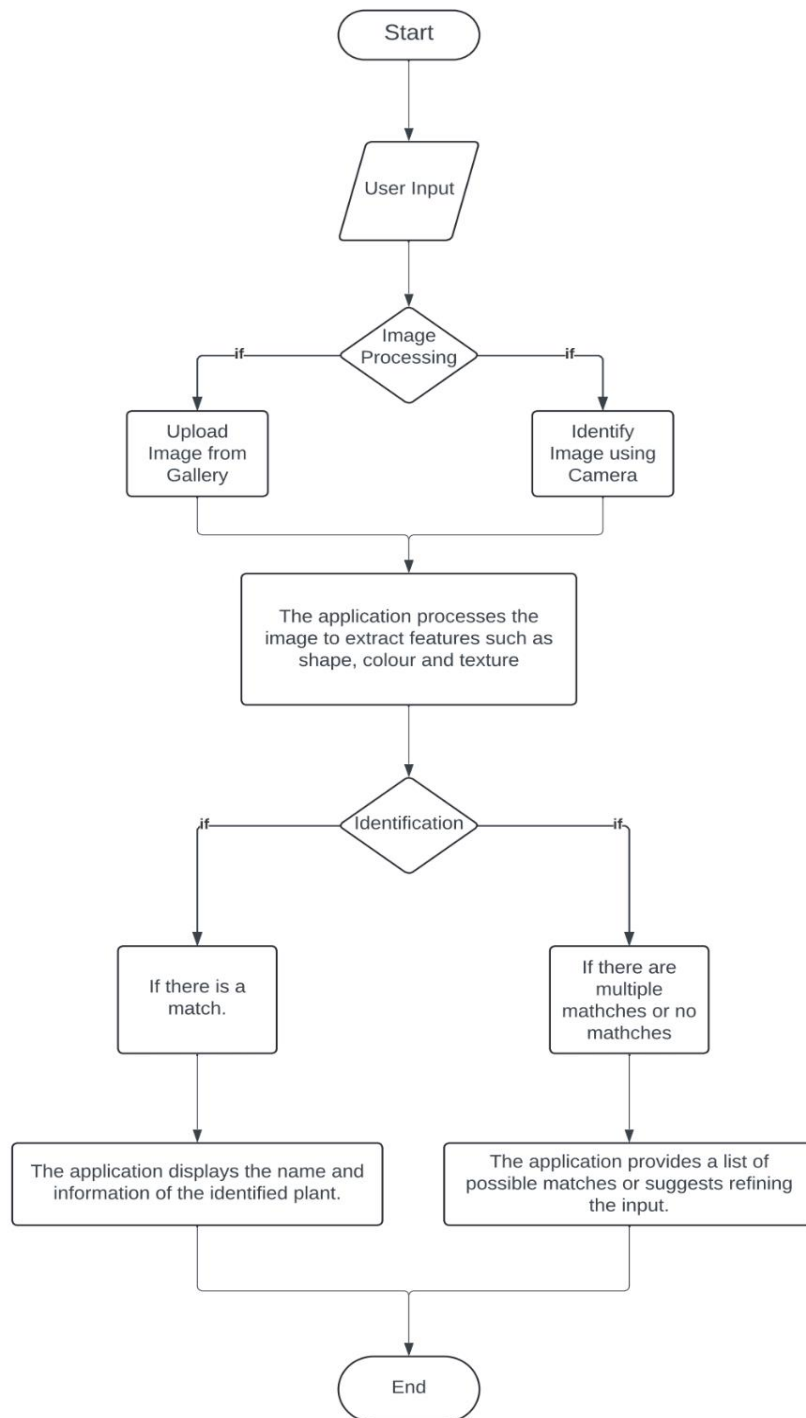 Start
User Input
Image
Processing
if
if
Upload
Image from
Gallery
Identify
Image using
Camera
The application processes the
image to extract features such as
shape, colour and texture
Identification
if
if
If there is a
match.
If there are
multiple
mathches or no
mathches
The application displays the name and
information of the identified plant.
The application provides a list of
possible matches or suggests refining
the input.
End